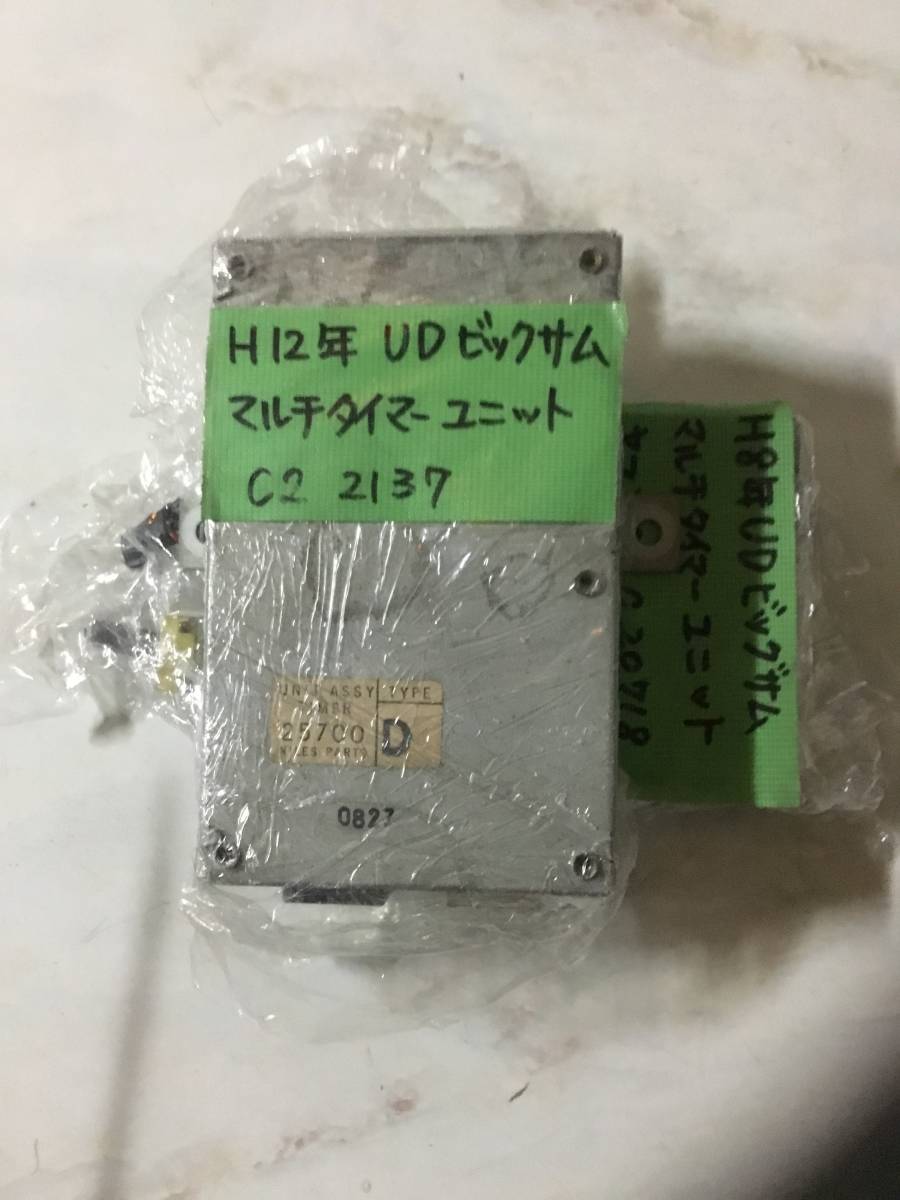 H12年 UDビックサム
マルチタイマーユニット
C2 2137
UNIT ASSY TYPE
TIMER
25700 D
NILES PARTS
0827
H8年UDビッグサム
マルチタイマーユニット